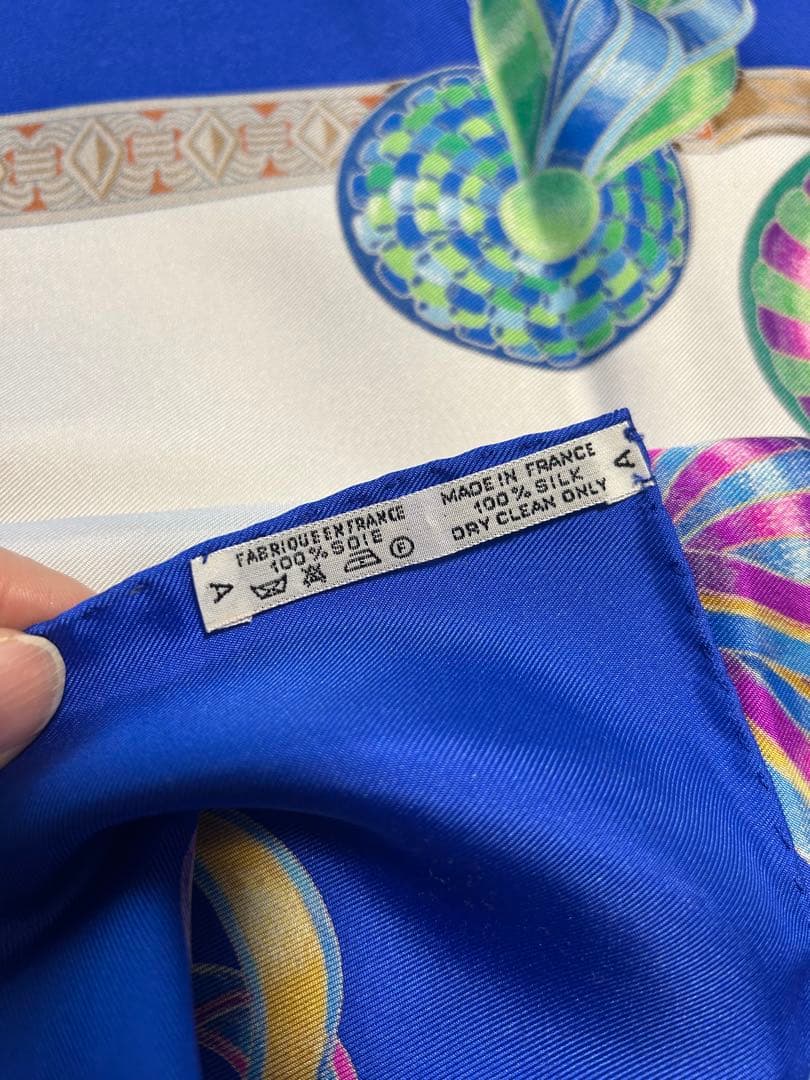 A
FABRIQUE EN FRANCE
100% SOIE
F
MADE IN FRANCE
100% SILK
DRY CLEAN ONLY
A